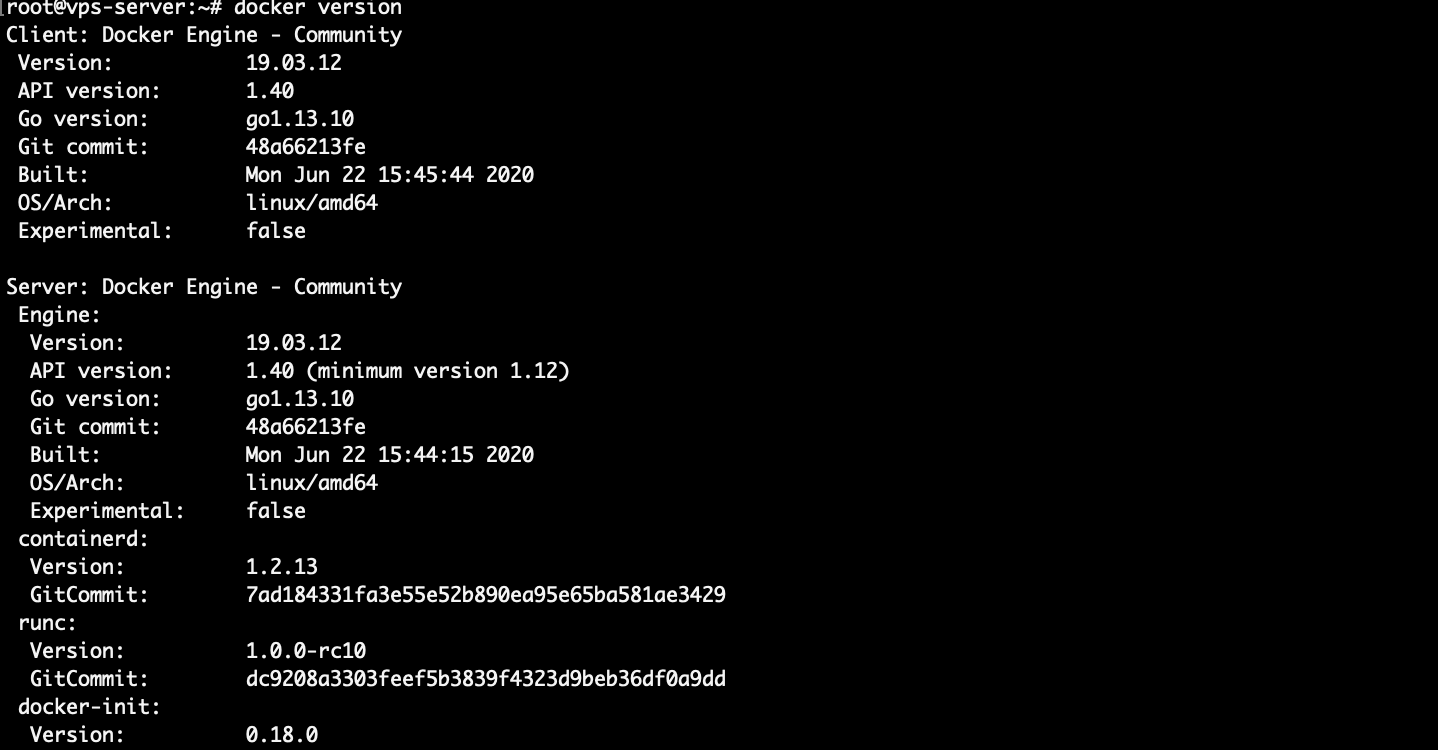 [root@vps-server:~# docker version
Client: Docker Engine - Community
 Version:           19.03.12
 API version:       1.40
 Go version:        go1.13.10
 Git commit:        48a66213fe
 Built:             Mon Jun 22 15:45:44 2020
 OS/Arch:           linux/amd64
 Experimental:      false

Server: Docker Engine - Community
 Engine:
  Version:          19.03.12
  API version:      1.40 (minimum version 1.12)
  Go version:       go1.13.10
  Git commit:       48a66213fe
  Built:            Mon Jun 22 15:44:15 2020
  OS/Arch:          linux/amd64
  Experimental:     false
 containerd:
  Version:          1.2.13
  GitCommit:        7ad184331fa3e55e52b890ea95e65ba581ae3429
 runc:
  Version:          1.0.0-rc10
  GitCommit:        dc9208a3303feef5b3839f4323d9beb36df0a9dd
 docker-init:
  Version:          0.18.0